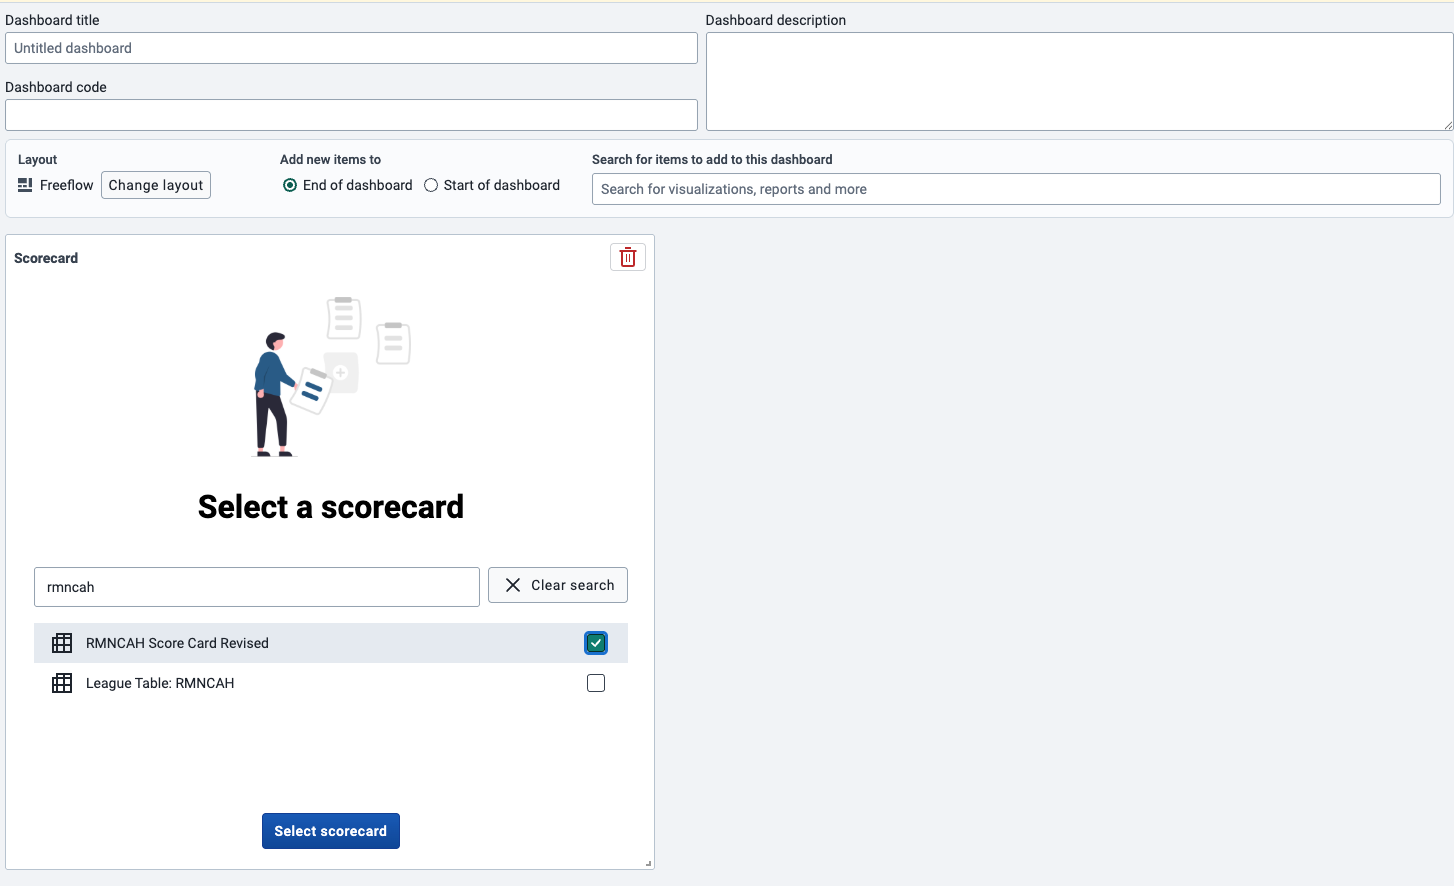 Dashboard title
Untitled dashboard
Dashboard code
Dashboard description
Layout
Freeflow
Change layout
Add new items to
End of dashboard
Start of dashboard
Search for items to add to this dashboard
Search for visualizations, reports and more
Scorecard
Select a scorecard
rmncah
Clear search
RMNCAH Score Card Revised
League Table: RMNCAH
Select scorecard